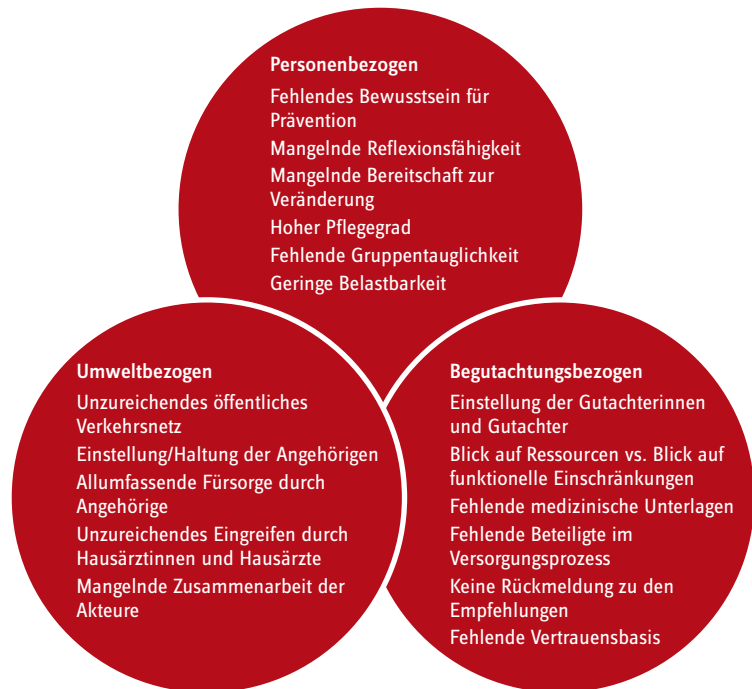 Personenbezogen
Fehlendes Bewusstsein für
Prävention
Mangelnde Reflexionsfähigkeit
Mangelnde Bereitschaft zur
Veränderung
Hoher Pflegegrad
Fehlende Gruppentauglichkeit
Geringe Belastbarkeit
Umweltbezogen
Unzureichendes öffentliches
Verkehrsnetz
Einstellung/Haltung der Angehörigen
Allumfassende Fürsorge durch
Angehörige
Unzureichendes Eingreifen durch
Hausärztinnen und Hausärzte
Mangelnde Zusammenarbeit der
Akteure
Begutachtungsbezogen
Einstellung der Gutachterinnen
und Gutachter
Blick auf Ressourcen vs. Blick auf
funktionelle Einschränkungen
Fehlende medizinische Unterlagen
Fehlende Beteiligte im
Versorgungsprozess
Keine Rückmeldung zu den
Empfehlungen
Fehlende Vertrauensbasis